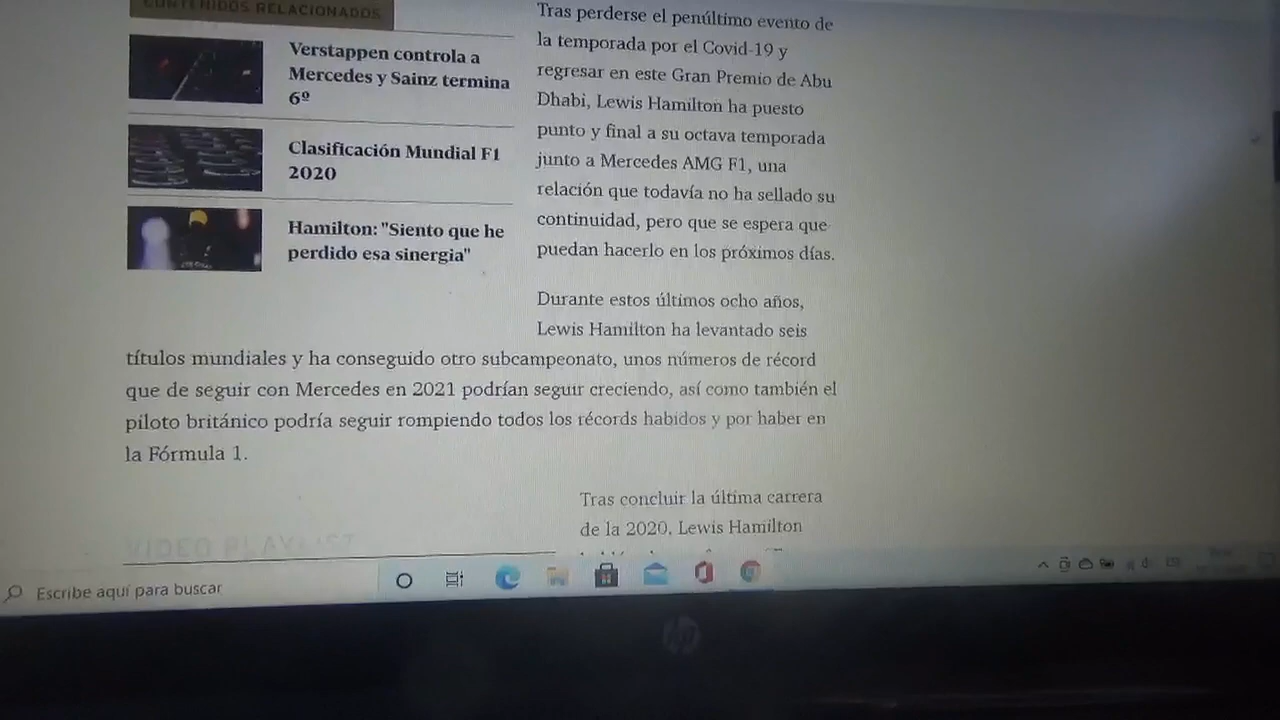 CONTENIDOS RELACIONADOS
Verstappen controla a
Mercedes y Sainz termina
6º
Clasificación Mundial F1
2020
Hamilton: "Siento que he
perdido esa sinergia"
Tras perderse el penúltimo evento de
la temporada por el Covid-19 y
regresar en este Gran Premio de Abu
Dhabi, Lewis Hamilton ha puesto
punto y final a su octava temporada
junto a Mercedes AMG F1, una
relación que todavía no ha sellado su
continuidad, pero que se espera que
puedan hacerlo en los próximos días.
Durante estos últimos ocho años,
Lewis Hamilton ha levantado seis
títulos mundiales y ha conseguido otro subcampeonato, unos números de récord
que de seguir con Mercedes en 2021 podrían seguir creciendo, así como también el
piloto británico podría seguir rompiendo todos los récords habidos y por haber en
la Fórmula 1.
Tras concluir la última carrera
de la 2020, Lewis Hamilton
VIDEO PLAYLIST
Escribe aquí para buscar
hp